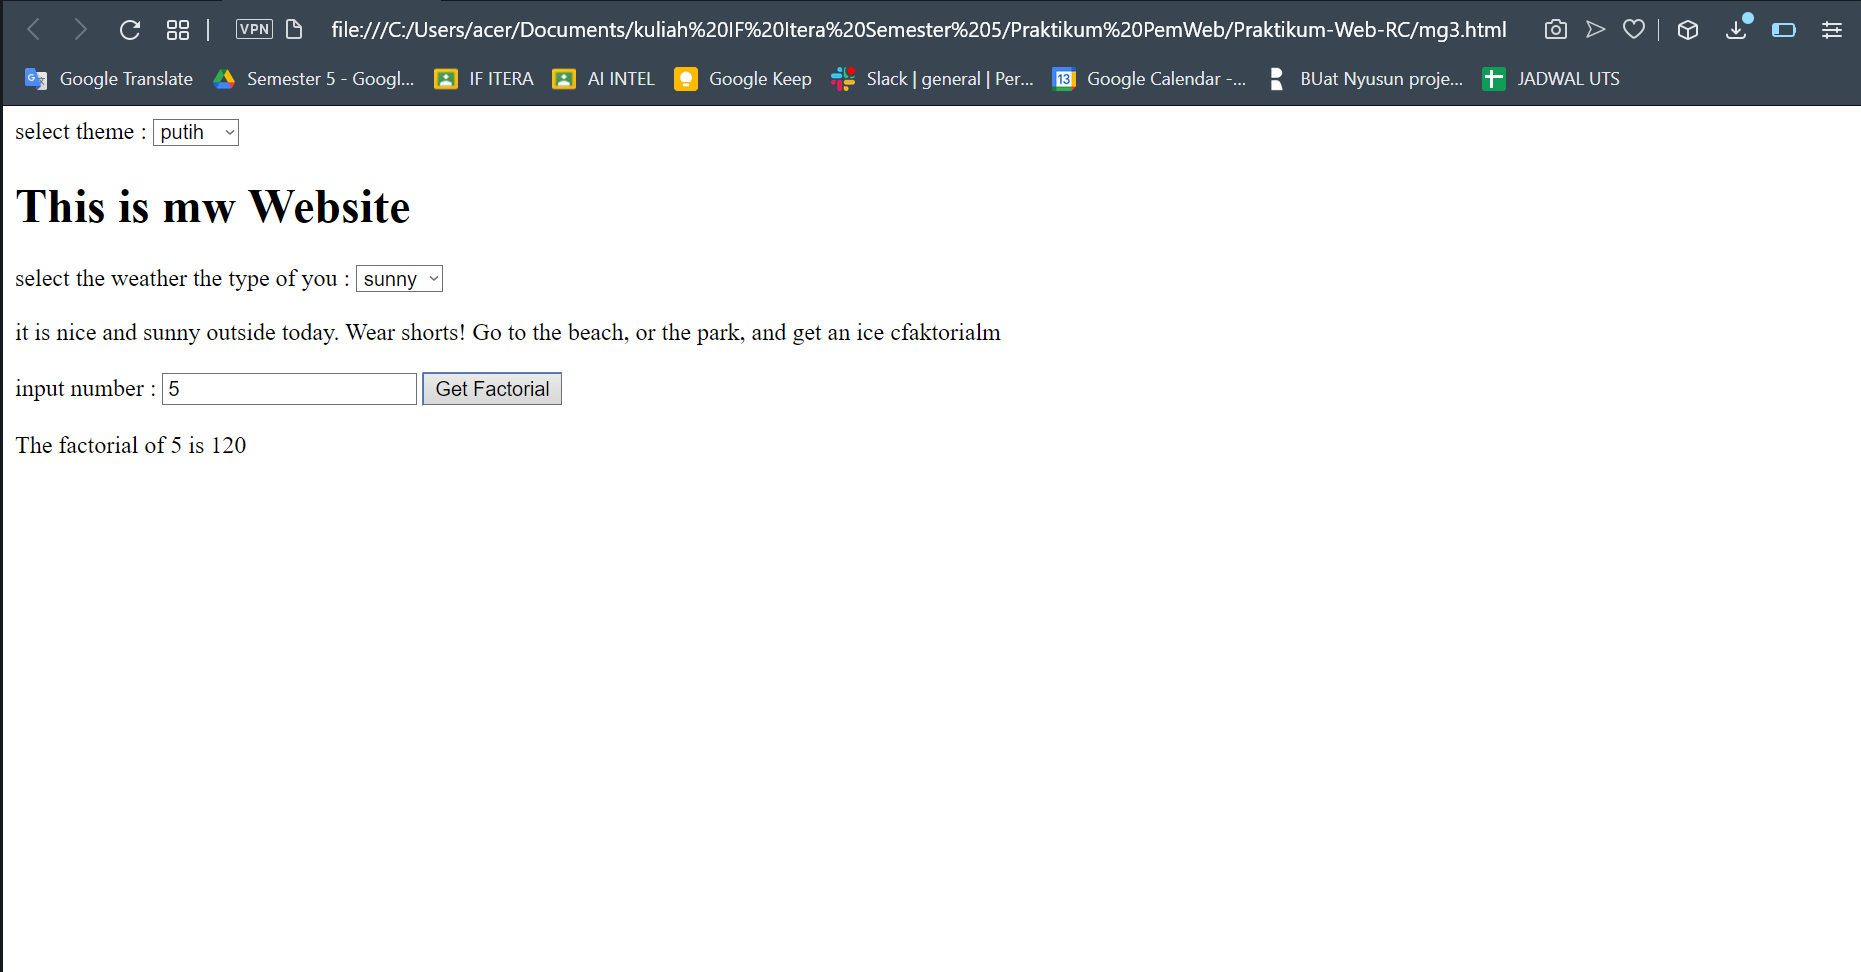 VPN file:///C:/Users/acer/Documents/kuliah%20IF%20Itera%20Semester%205/Praktikum%20PemWeb/Praktikum-Web-RC/mg3.html
Google Translate Semester 5 - Googl... IF ITERA AI INTEL Google Keep Slack | general | Per... 13 Google Calendar -... BUat Nyusun proje... JADWAL UTS
select theme : putih
This is mw Website
select the weather the type of you : sunny
it is nice and sunny outside today. Wear shorts! Go to the beach, or the park, and get an ice cfaktorialm
input number : 5 Get Factorial
The factorial of 5 is 120